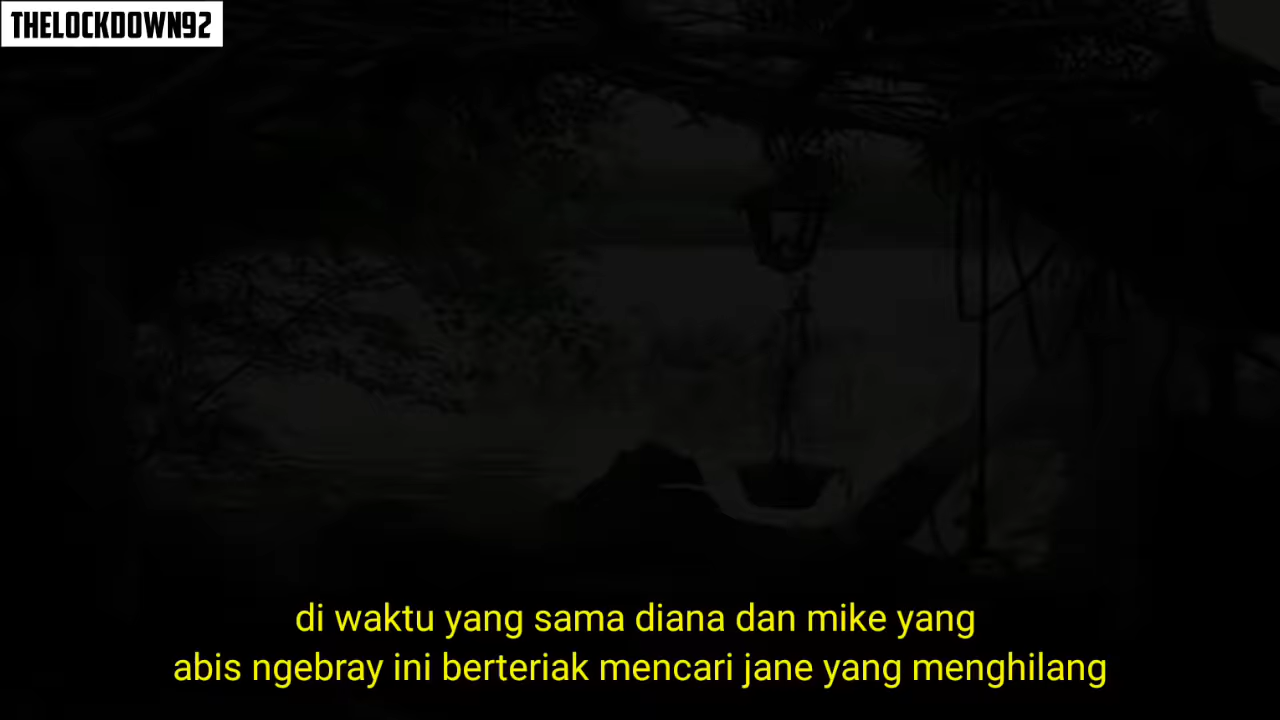 THELOCKDOWN92
di waktu yang sama diana dan mike yang
abis ngebray ini berteriak mencari jane yang menghilang